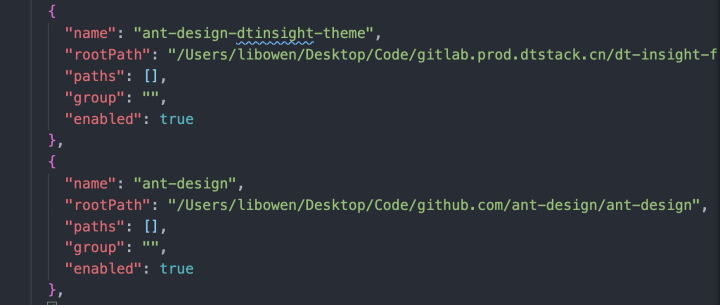 {
"name": "ant-design-dtinsight-theme",
"rootPath": "/Users/libowen/Desktop/Code/gitlab.prod.dtstack.cn/dt-insight-f
"paths": [],
"group": "",
"enabled": true
},
{
"name": "ant-design",
"rootPath": "/Users/libowen/Desktop/Code/github.com/ant-design/ant-design",
"paths": [],
"group": "",
"enabled": true
},